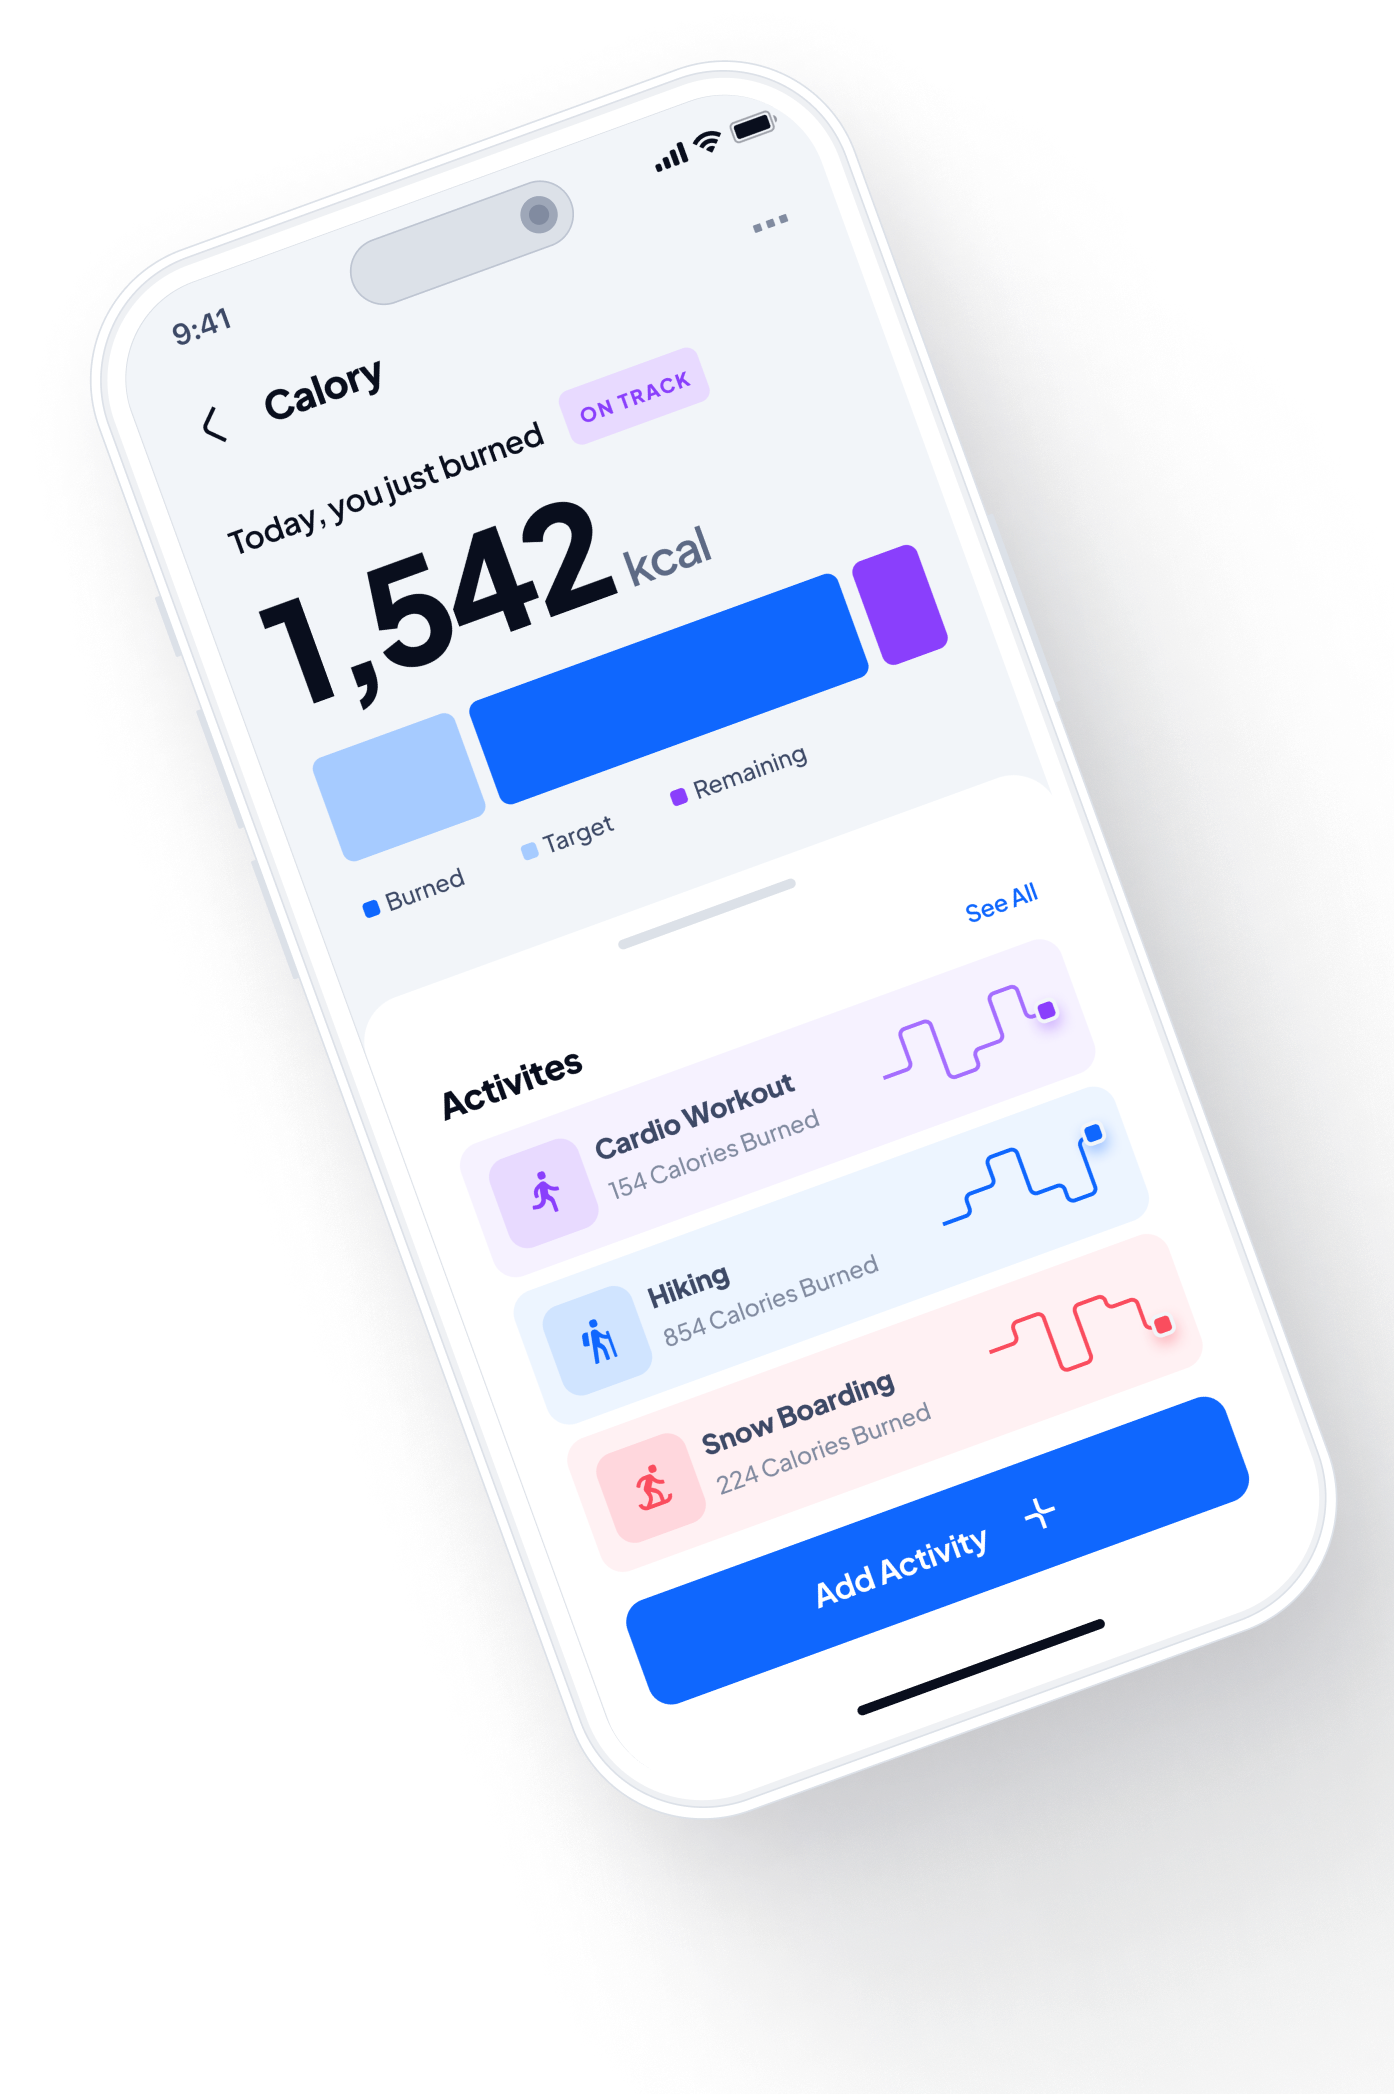 9:41
Calory
Today, you just burned
ON TRACK
1,542 kcal
Burned
Target
Remaining
Activites
See All
Cardio Workout
154 Calories Burned
Hiking
854 Calories Burned
Snow Boarding
224 Calories Burned
Add Activity